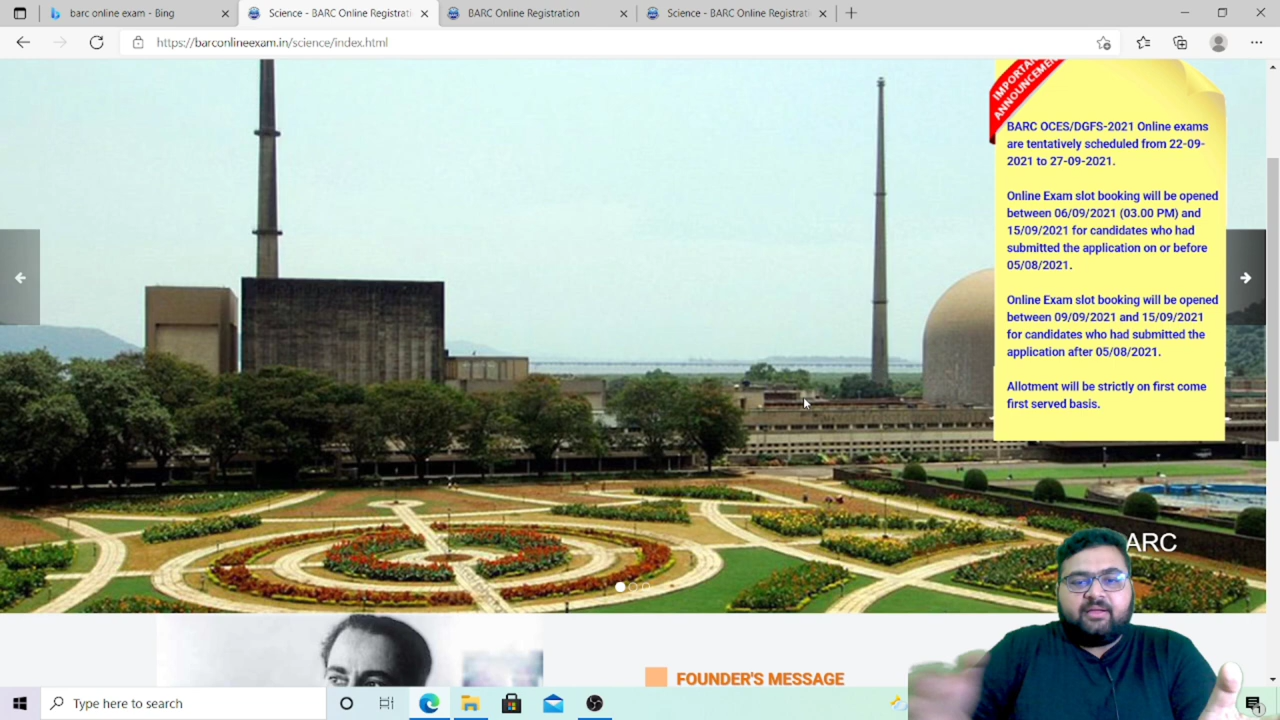 barc online exam - Bing
Science - BARC Online Registrati
BARC Online Registration
Science - BARC Online Registrati
https://barconlineexam.in/science/index.html
IMPORTANT
ANNOUNCEMENT
BARC OCES/DGFS-2021 Online exams
are tentatively scheduled from 22-09-
2021 to 27-09-2021.
Online Exam slot booking will be opened
between 06/09/2021 (03.00 PM) and
15/09/2021 for candidates who had
submitted the application on or before
05/08/2021.
Online Exam slot booking will be opened
between 09/09/2021 and 15/09/2021
for candidates who had submitted the
application after 05/08/2021.
Allotment will be strictly on first come
first served basis.
ARC
FOUNDER'S MESSAGE
Type here to search
1